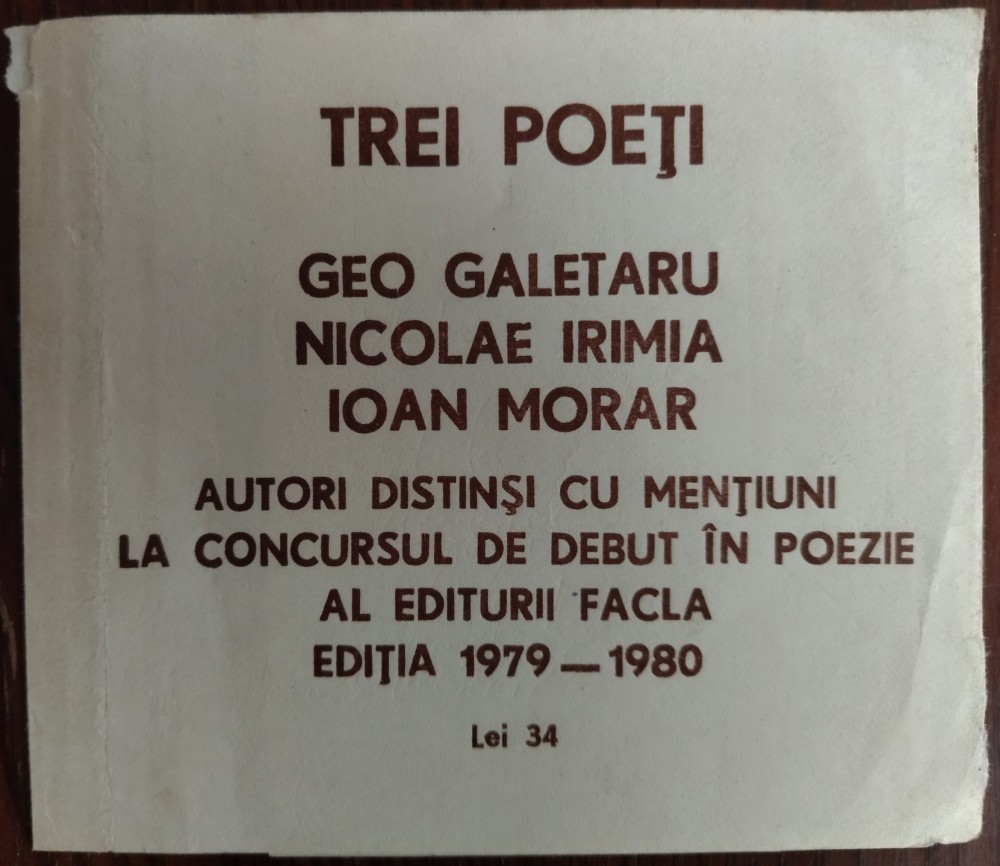 TREI POEŢI
GEO GALETARU
NICOLAE IRIMIA
IOAN MORAR
AUTORI DISTINŞI CU MENŢIUNI
LA CONCURSUL DE DEBUT ÎN POEZIE
AL EDITURII FACLA
EDIŢIA 1979—1980
Lei 34